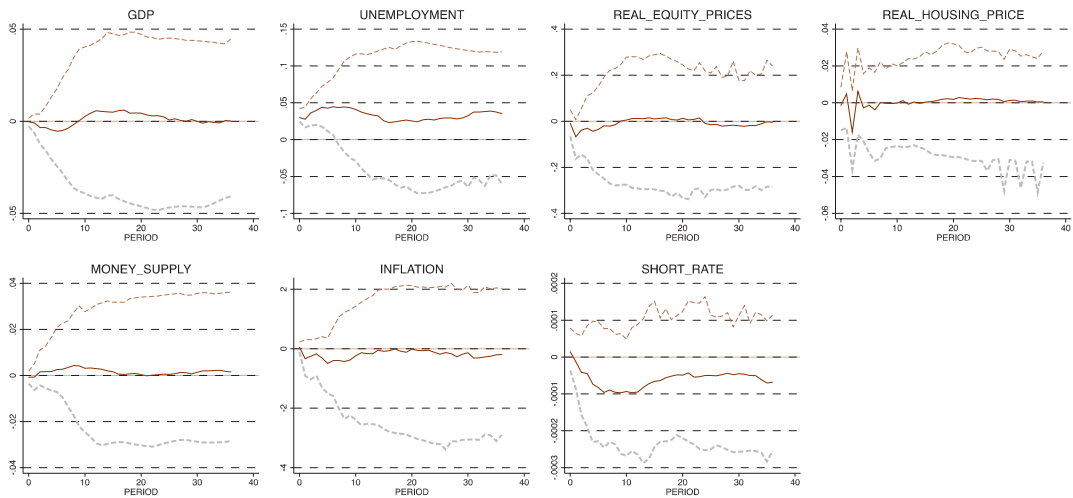 GDP
.05
0
-.05
0 10 20 30 40
PERIOD
UNEMPLOYMENT
.15
.1
.05
0
-.05
-.1
0 10 20 30 40
PERIOD
REAL_EQUITY_PRICES
.4
.2
0
-.2
-.4
0 10 20 30 40
PERIOD
REAL_HOUSING_PRICE
.04
.02
0
-.02
-.04
-.06
0 10 20 30 40
PERIOD
MONEY_SUPPLY
.04
.02
0
-.02
-.04
0 10 20 30 40
PERIOD
INFLATION
2
0
-2
-4
0 10 20 30 40
PERIOD
SHORT_RATE
.0002
.0001
0
-.0001
-.0002
-.0003
0 10 20 30 40
PERIOD